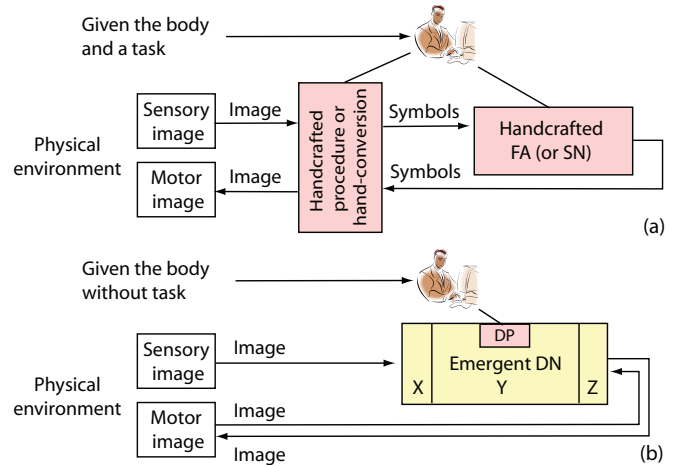 Given the body
and a task
Sensory
image
Image
Physical
environment
Motor
image
Image
Handcrafted
procedure or
hand-conversion
Symbols
Symbols
Handcrafted
FA (or SN)
(a)
Given the body
without task
Sensory
image
Image
Physical
environment
Motor
image
Image
Image
DP
Emergent DN
X
Y
Z
(b)